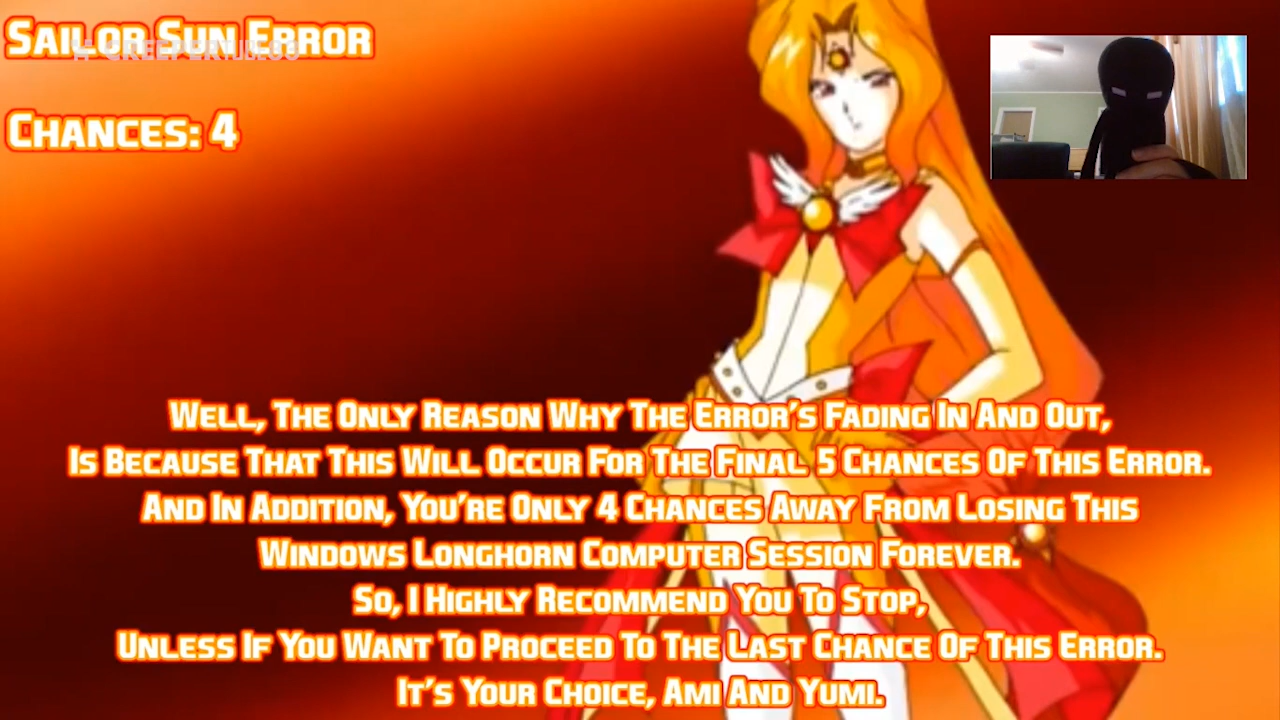 Sailor Sun Error
Chances: 4
Well, The Only Reason Why The Error's Fading In And Out,
Is Because That This Will Occur For The Final 5 Chances Of This Error.
And In Addition, You're Only 4 Chances Away From Losing This
Windows Longhorn Computer Session Forever.
So, I Highly Recommend You To Stop,
Unless If You Want To Proceed To The Last Chance Of This Error.
It's Your Choice, Ami And Yumi.